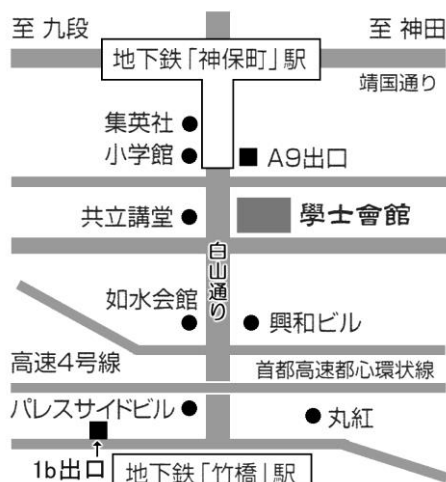 至 九段
至 神田
地下鉄「神保町」駅
靖国通り
集英社
小学館
A9出口
共立講堂
學士會館
白山通り
如水会館
興和ビル
高速4号線
首都高速都心環状線
パレスサイドビル
丸紅
1b出口
地下鉄「竹橋」駅